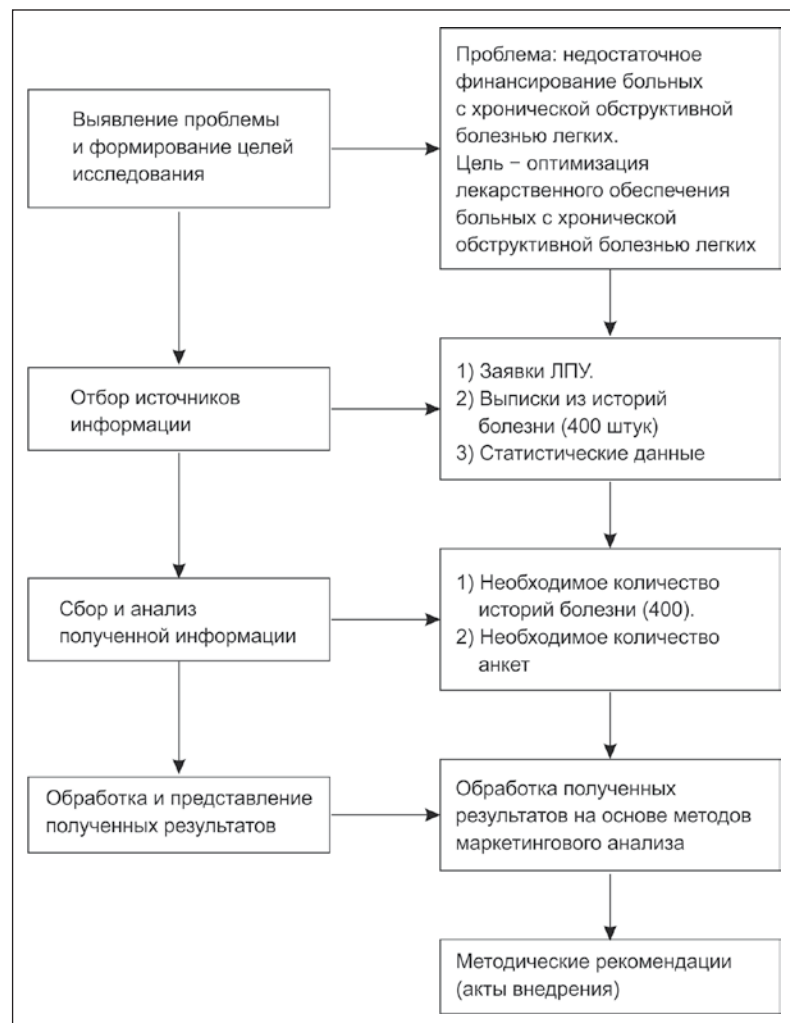 Выявление проблемы
и формирование целей
исследования
Проблема: недостаточное
финансирование больных
с хронической обструктивной
болезнью легких.
Цель – оптимизация
лекарственного обеспечения
больных с хронической
обструктивной болезнью легких
Отбор источников
информации
1) Заявки ЛПУ.
2) Выписки из историй
болезни (400 штук)
3) Статистические данные
Сбор и анализ
полученной информации
1) Необходимое количество
историй болезни (400).
2) Необходимое количество
анкет
Обработка и представление
полученных результатов
Обработка полученных
результатов на основе методов
маркетингового анализа
Методические рекомендации
(акты внедрения)